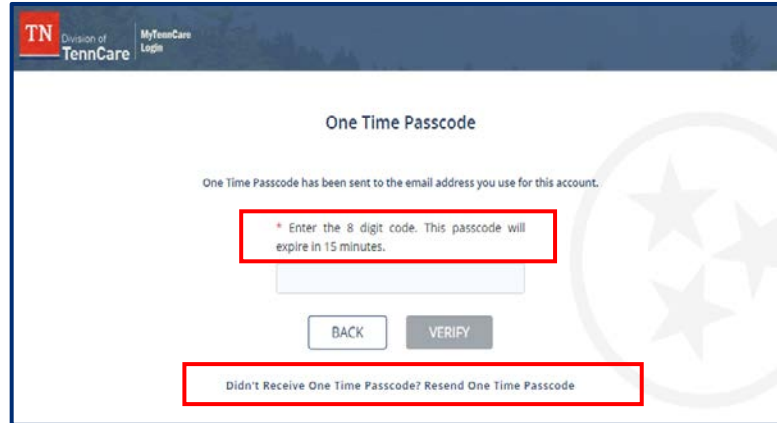 TN Division of TennCare
MyTennCare Login
One Time Passcode
One Time Passcode has been sent to the email address you use for this account.
* Enter the 8 digit code. This passcode will
expire in 15 minutes.
BACK VERIFY
Didn't Receive One Time Passcode? Resend One Time Passcode